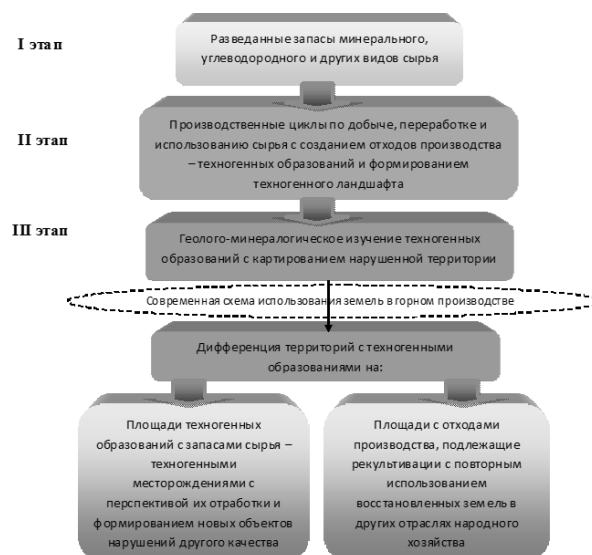 I этап
Разведанные запасы минерального,
углеводородного и других видов сырья
II этап
Производственные циклы по добыче, переработке и
использованию сырья с созданием отходов производства
– техногенных образований и формированием
техногенного ландшафта
III этап
Геолого-минералогическое изучение техногенных
образований с картированием нарушенной территории
Современная схема использования земель в горном производстве
Дифференция территорий с техногенными
образованиями на:
Площади техногенных
образований с запасами сырья –
техногенными
месторождениями с
перспективой их отработки и
формированием новых объектов
нарушений другого качества
Площади с отходами
производства, подлежащие
рекультивации с повторным
использованием
восстановленных земель в
других отраслях народного
хозяйства